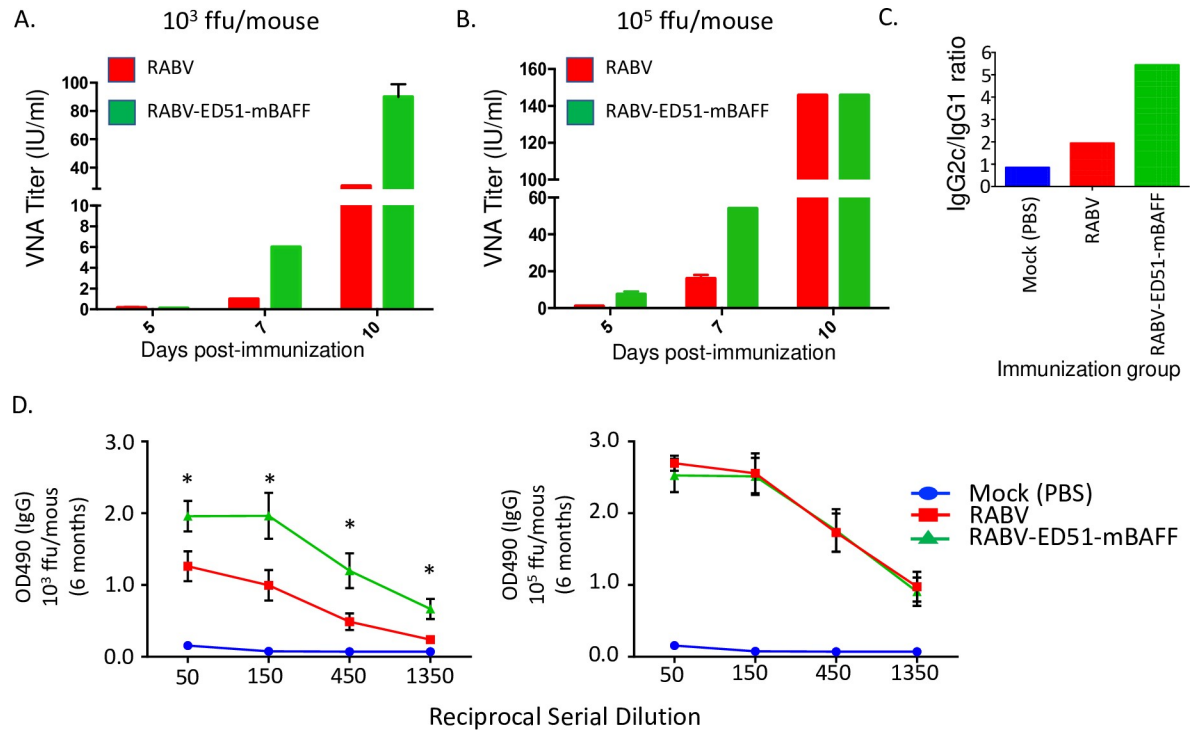 A.
10³ ffu/mouse
RABV
RABV-ED51-mBAFF
VNA Titer (IU/ml)
100
80
60
40
10
8
6
4
2
0
5
7
10
Days post-immunization
B.
10⁵ ffu/mouse
RABV
RABV-ED51-mBAFF
VNA Titer (IU/ml)
160
140
120
100
60
40
20
0
5
7
10
Days post-immunization
C.
IgG2c/IgG1 ratio
6
5
4
3
2
1
0
Mock (PBS)
RABV
RABV-ED51-mBAFF
Immunization group
D.
OD490 (IgG)
10³ ffu/mous
(6 months)
3.0
2.0
1.0
0.0
*
*
*
*
50
150
450
1350
OD490 (IgG)
10⁵ ffu/mous
(6 months)
3.0
2.0
1.0
0.0
50
150
450
1350
Mock (PBS)
RABV
RABV-ED51-mBAFF
Reciprocal Serial Dilution